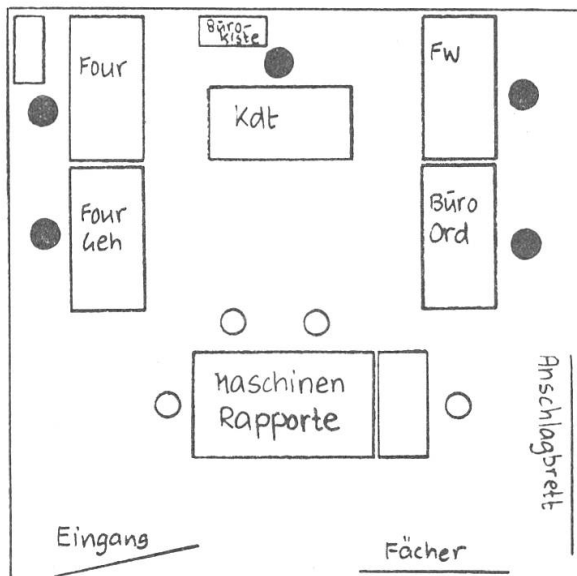 Büro-
kiste
Four
Kdt
FW
Four
Geh
Büro
Ord
Maschinen
Rapporte
Anschlagbrett
Eingang
Fächer